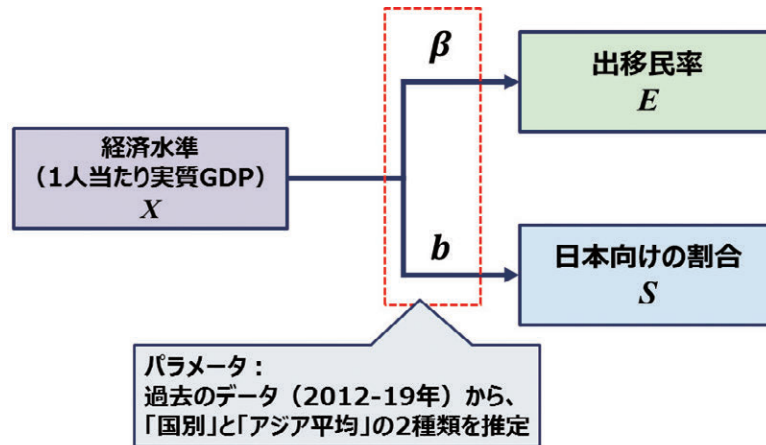 β
出移民率
E
経済水準
（1人当たり実質GDP）
X
b
日本向けの割合
S
パラメータ：
過去のデータ（2012-19年）から、
「国別」と「アジア平均」の2種類を推定